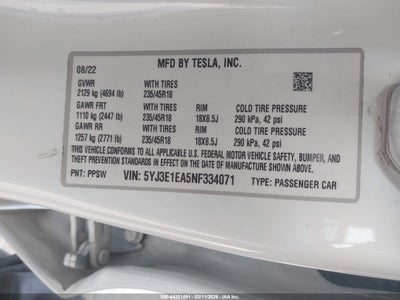 MFD BY TESLA, INC.
08/22
GVWR WITH TIRES
2129 kg (4694 lb) 235/45R18
GAWR FRT WITH TIRES RIM COLD TIRE PRESSURE
1110 kg (2447 lb) 235/45R18 18X8.5J 290 kPa, 42 psi
GAWR RR WITH TIRES RIM COLD TIRE PRESSURE
1257 kg (2771 lb) 235/45R18 18X8.5J 290 kPa, 42 psi
THIS VEHICLE CONFORMS TO ALL APPLICABLE U.S. FEDERAL MOTOR VEHICLE SAFETY, BUMPER, AND
THEFT PREVENTION STANDARDS IN EFFECT ON THE DATE OF MANUFACTURE SHOWN ABOVE.
PNT: PPSW VIN: 5YJ3E1EA5NF334071 TYPE: PASSENGER CAR